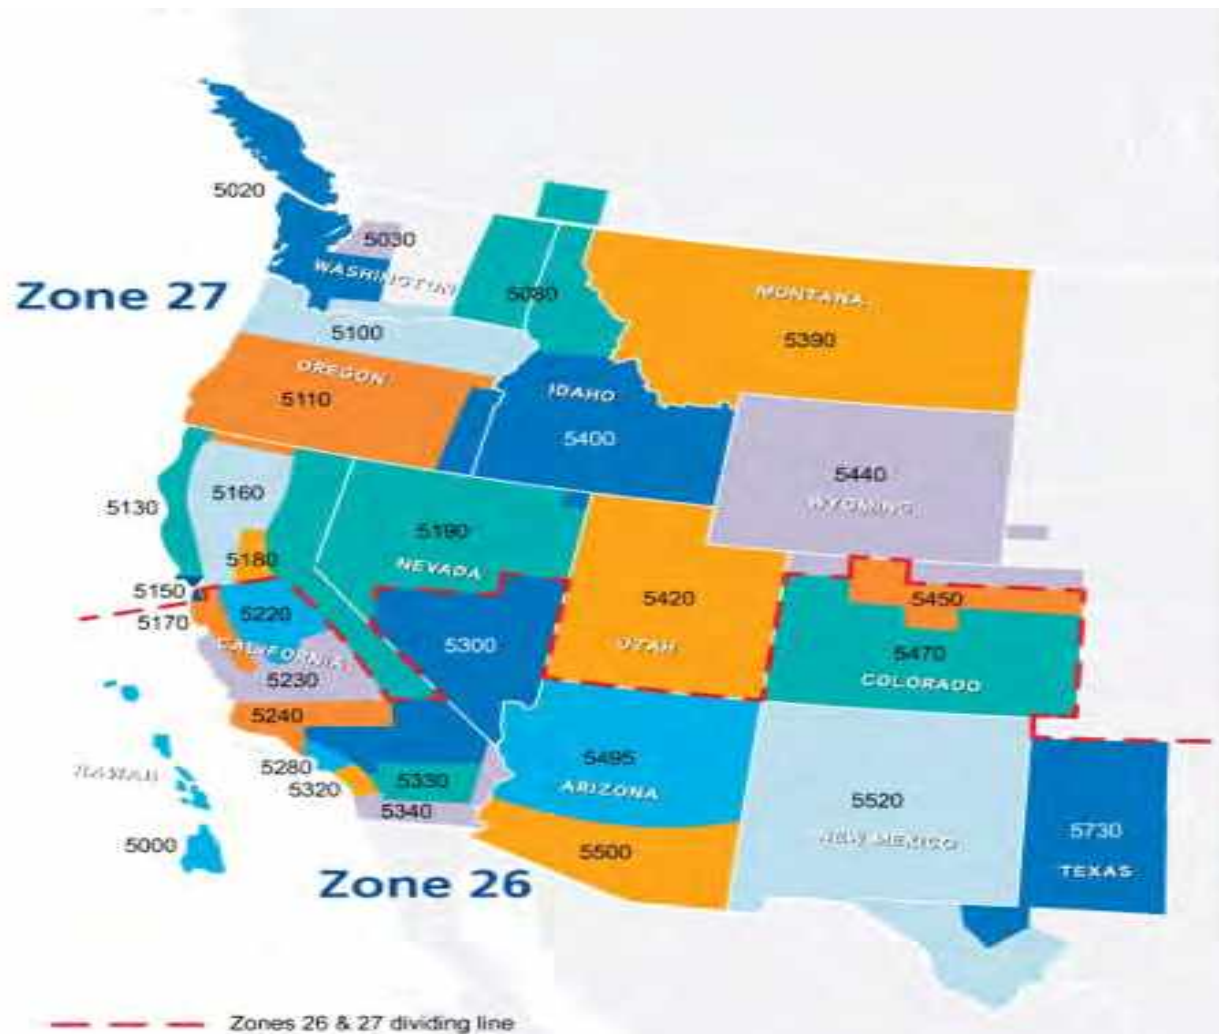 5020
5030
WASHINGTON
Zone 27
5080
MONTANA
5100
5390
OREGON
IDAHO
5110
5400
5440
5160
WYOMING
5130
5190
5180
NEVADA
5150
5420
5450
5170
5220
5300
UTAH
5470
CALIFORNIA
5230
COLORADO
5240
5495
5280
HAWAII
5330
ARIZONA
5320
5340
5520
5730
5000
5500
NEW MEXICO
TEXAS
Zone 26
Zones 26 & 27 dividing line